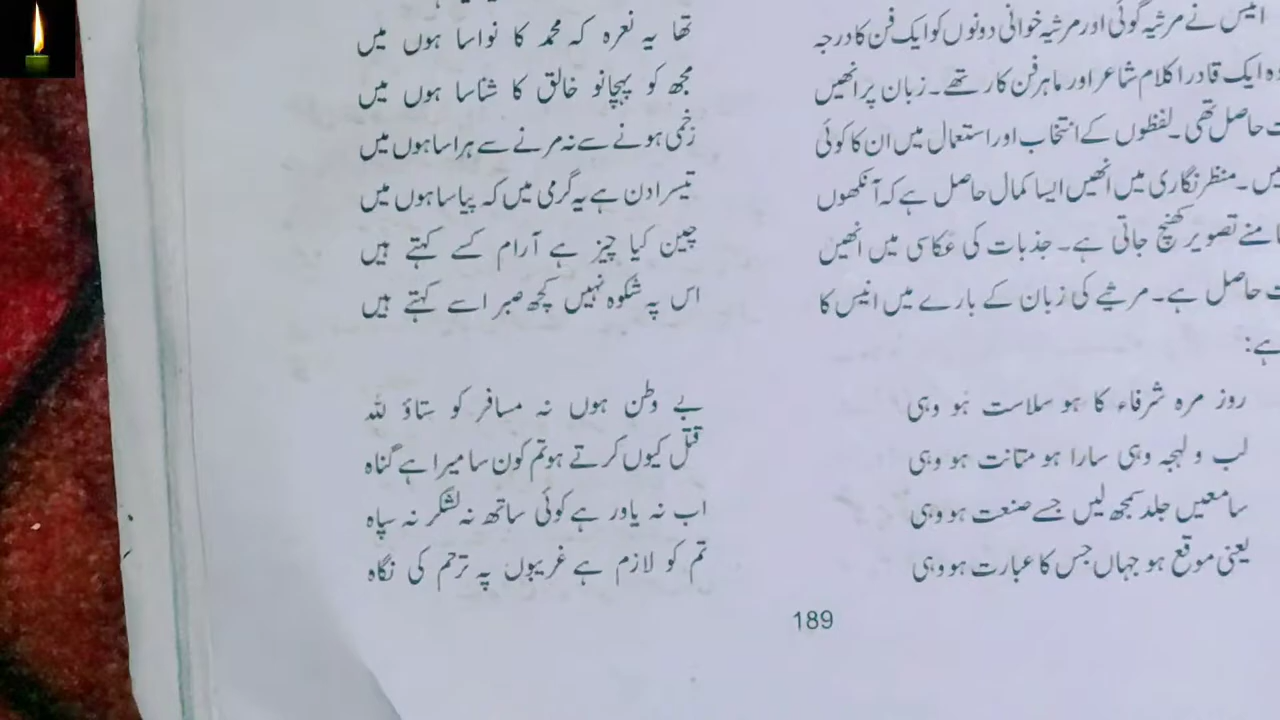 انیس نے مرثیہ گوئی اور مرثیہ خوانی دونوں کو ایک فن کا درجہ
ایک قادر الکلام شاعر اور ماہر فن کار تھے۔ زبان پر انھیں
حاصل تھی۔ لفظوں کے انتخاب اور استعمال میں ان کا کوئی
منظر نگاری میں انھیں ایسا کمال حاصل ہے کہ آنکھوں
تصویر کھنچ جاتی ہے۔ جذبات کی عکاسی میں انھیں
حاصل ہے۔ مرثیے کی زبان کے بارے میں انیس کا
ہے:
روز مرہ شرفاء کا ہو سلاست ہو وہی
لب و لہجہ وہی سارا ہو متانت ہو وہی
سامعیں جلد سمجھ لیں جسے صنعت ہو وہی
یعنی موقع ہو جہاں جس کا عبارت ہو وہی
تھا یہ نعرہ کہ محمد کا نواسا ہوں میں
مجھ کو پہچانو خالق کا شناسا ہوں میں
زخمی ہونے سے نہ مرنے سے ہراسا ہوں میں
تیسرا دن ہے یہ گرمی میں کہ پیاسا ہوں میں
چین کیا چیز ہے آرام کسے کہتے ہیں
اس پہ شکوہ نہیں کچھ صبر اسے کہتے ہیں
بے وطن ہوں نہ مسافر کو ستاؤ للہ
قتل کیوں کرتے ہو تم کون سا میرا ہے گناہ
اب نہ یاور ہے کوئی ساتھ نہ لشکر نہ سپاہ
تم کو لازم ہے غریبوں پہ ترحم کی نگاہ
189